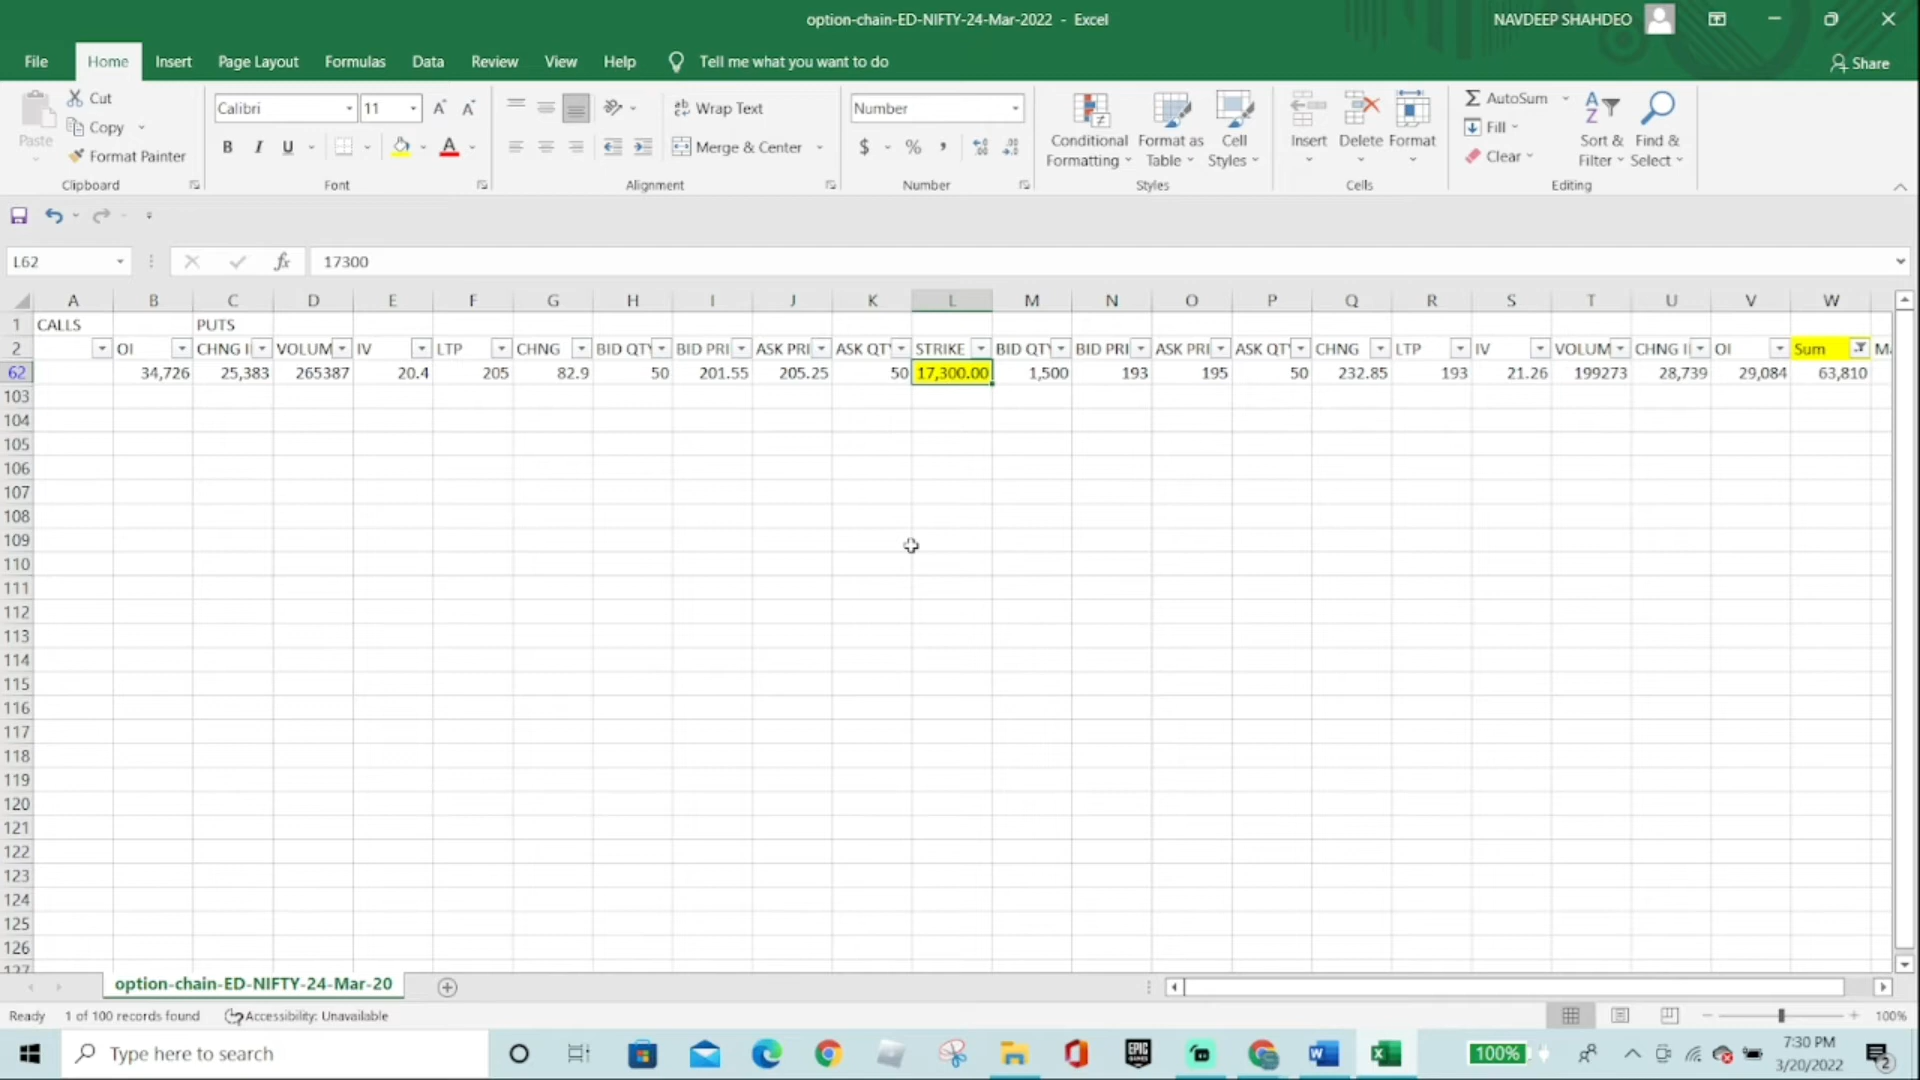 option-chain-ED-NIFTY-24-Mar-2022 - Excel
NAVDEEP SHAHDEO
File Home Insert Page Layout Formulas Data Review View Help Tell me what you want to do Share
Paste
Cut
Copy
Format Painter
Clipboard
Calibri 11
B I U
Font
Wrap Text
Merge & Center
Alignment
Number
$ % ,
Number
Conditional Formatting
Format as Table
Cell Styles
Styles
Insert Delete Format
Cells
AutoSum
Fill
Clear
Sort & Filter
Find & Select
Editing
L62 fx 17300
A B C D E F G H I J K L M N O P Q R S T U V W
1 CALLS PUTS
2 OI CHNG I VOLUM IV LTP CHNG BID QTY BID PRI ASK PRI ASK QT STRIKE BID QT BID PRI ASK PRI ASK QT CHNG LTP IV VOLUM CHNG I OI Sum M
62 34,726 25,383 265387 20.4 205 82.9 50 201.55 205.25 50 17,300.00 1,500 193 195 50 232.85 193 21.26 199273 28,739 29,084 63,810
103
104
105
106
107
108
109
110
111
112
113
114
115
116
117
118
119
120
121
122
123
124
125
126
127
option-chain-ED-NIFTY-24-Mar-20
Ready 1 of 100 records found Accessibility: Unavailable 100%
Type here to search
EPIC GAMES
100%
7:30 PM
3/20/2022
2